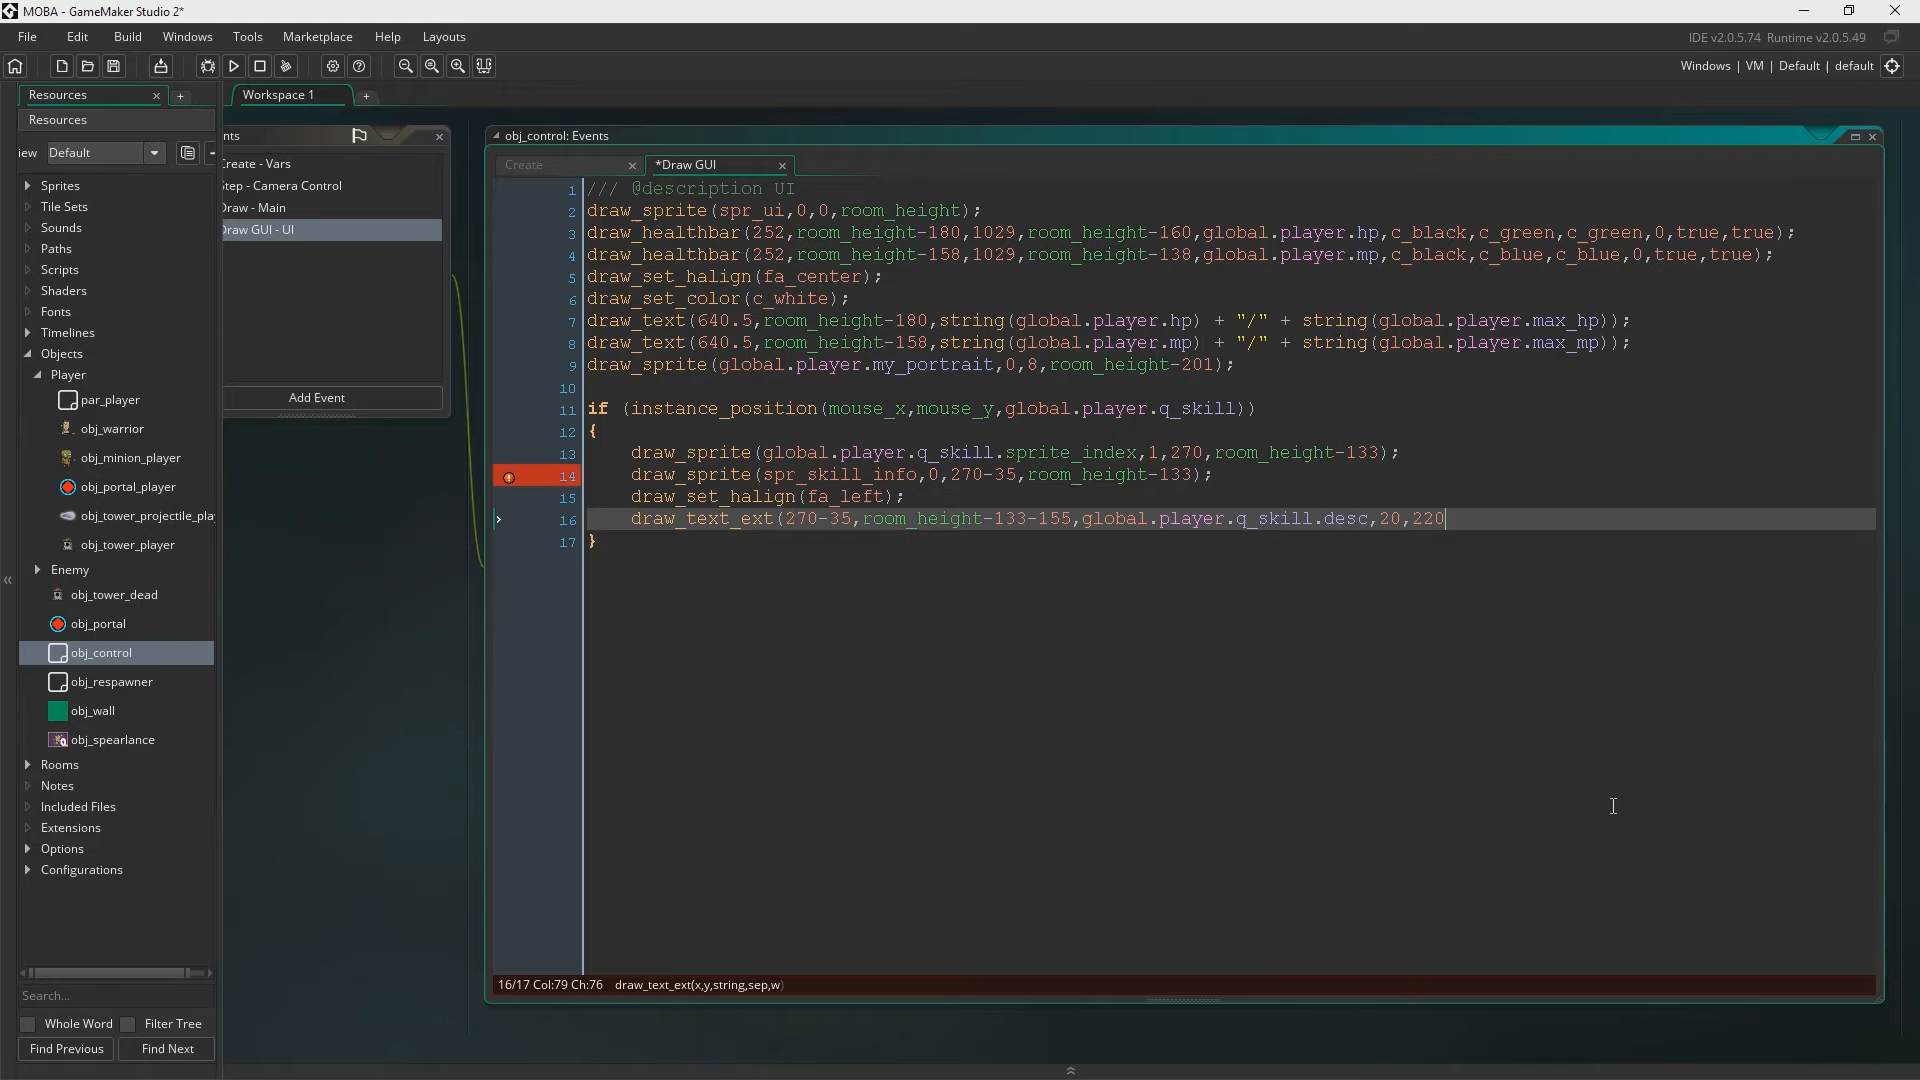 MOBA - GameMaker Studio 2*
File Edit Build Windows Tools Marketplace Help Layouts
IDE v2.0.5.74 Runtime v2.0.5.49
Windows | VM | Default | default
Resources
Workspace 1
Resources
iew Default
Sprites
Tile Sets
Sounds
Paths
Scripts
Shaders
Fonts
Timelines
Objects
Player
par_player
obj_warrior
obj_minion_player
obj_portal_player
obj_tower_projectile_pla
obj_tower_player
Enemy
obj_tower_dead
obj_portal
obj_control
obj_respawner
obj_wall
obj_spearlance
Rooms
Notes
Included Files
Extensions
Options
Configurations
Search...
Whole Word Filter Tree
Find Previous Find Next
nts
Create - Vars
Step - Camera Control
Draw - Main
Draw GUI - UI
Add Event
obj_control: Events
Create *Draw GUI
1 /// @description UI
2 draw_sprite(spr_ui,0,0,room_height);
3 draw_healthbar(252,room_height-180,1029,room_height-160,global.player.hp,c_black,c_green,c_green,0,true,true);
4 draw_healthbar(252,room_height-158,1029,room_height-138,global.player.mp,c_black,c_blue,c_blue,0,true,true);
5 draw_set_halign(fa_center);
6 draw_set_color(c_white);
7 draw_text(640.5,room_height-180,string(global.player.hp) + "/" + string(global.player.max_hp));
8 draw_text(640.5,room_height-158,string(global.player.mp) + "/" + string(global.player.max_mp));
9 draw_sprite(global.player.my_portrait,0,8,room_height-201);
10
11 if (instance_position(mouse_x,mouse_y,global.player.q_skill))
12 {
13 draw_sprite(global.player.q_skill.sprite_index,1,270,room_height-133);
14 draw_sprite(spr_skill_info,0,270-35,room_height-133);
15 draw_set_halign(fa_left);
16 draw_text_ext(270-35,room_height-133-155,global.player.q_skill.desc,20,220
17 }
16/17 Col:79 Ch:76 draw_text_ext(x,y,string,sep,w)